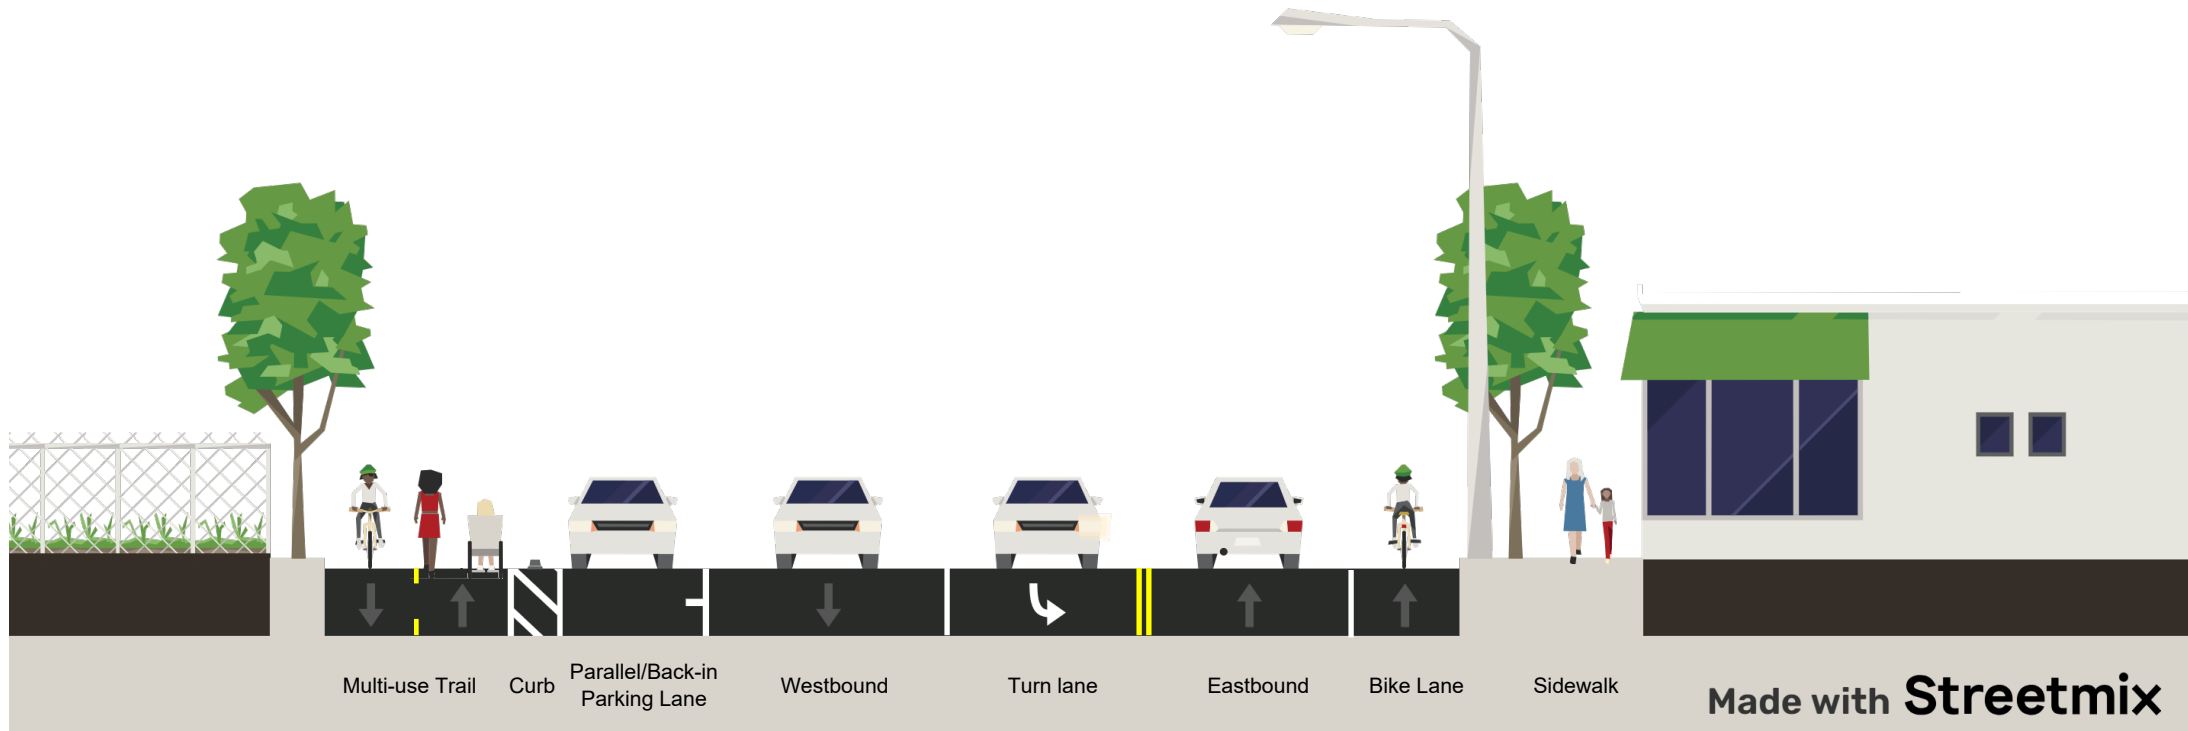 Multi-use Trail
Curb
Parallel/Back-in
Parking Lane
Westbound
Turn lane
Eastbound
Bike Lane
Sidewalk
Made with Streetmix